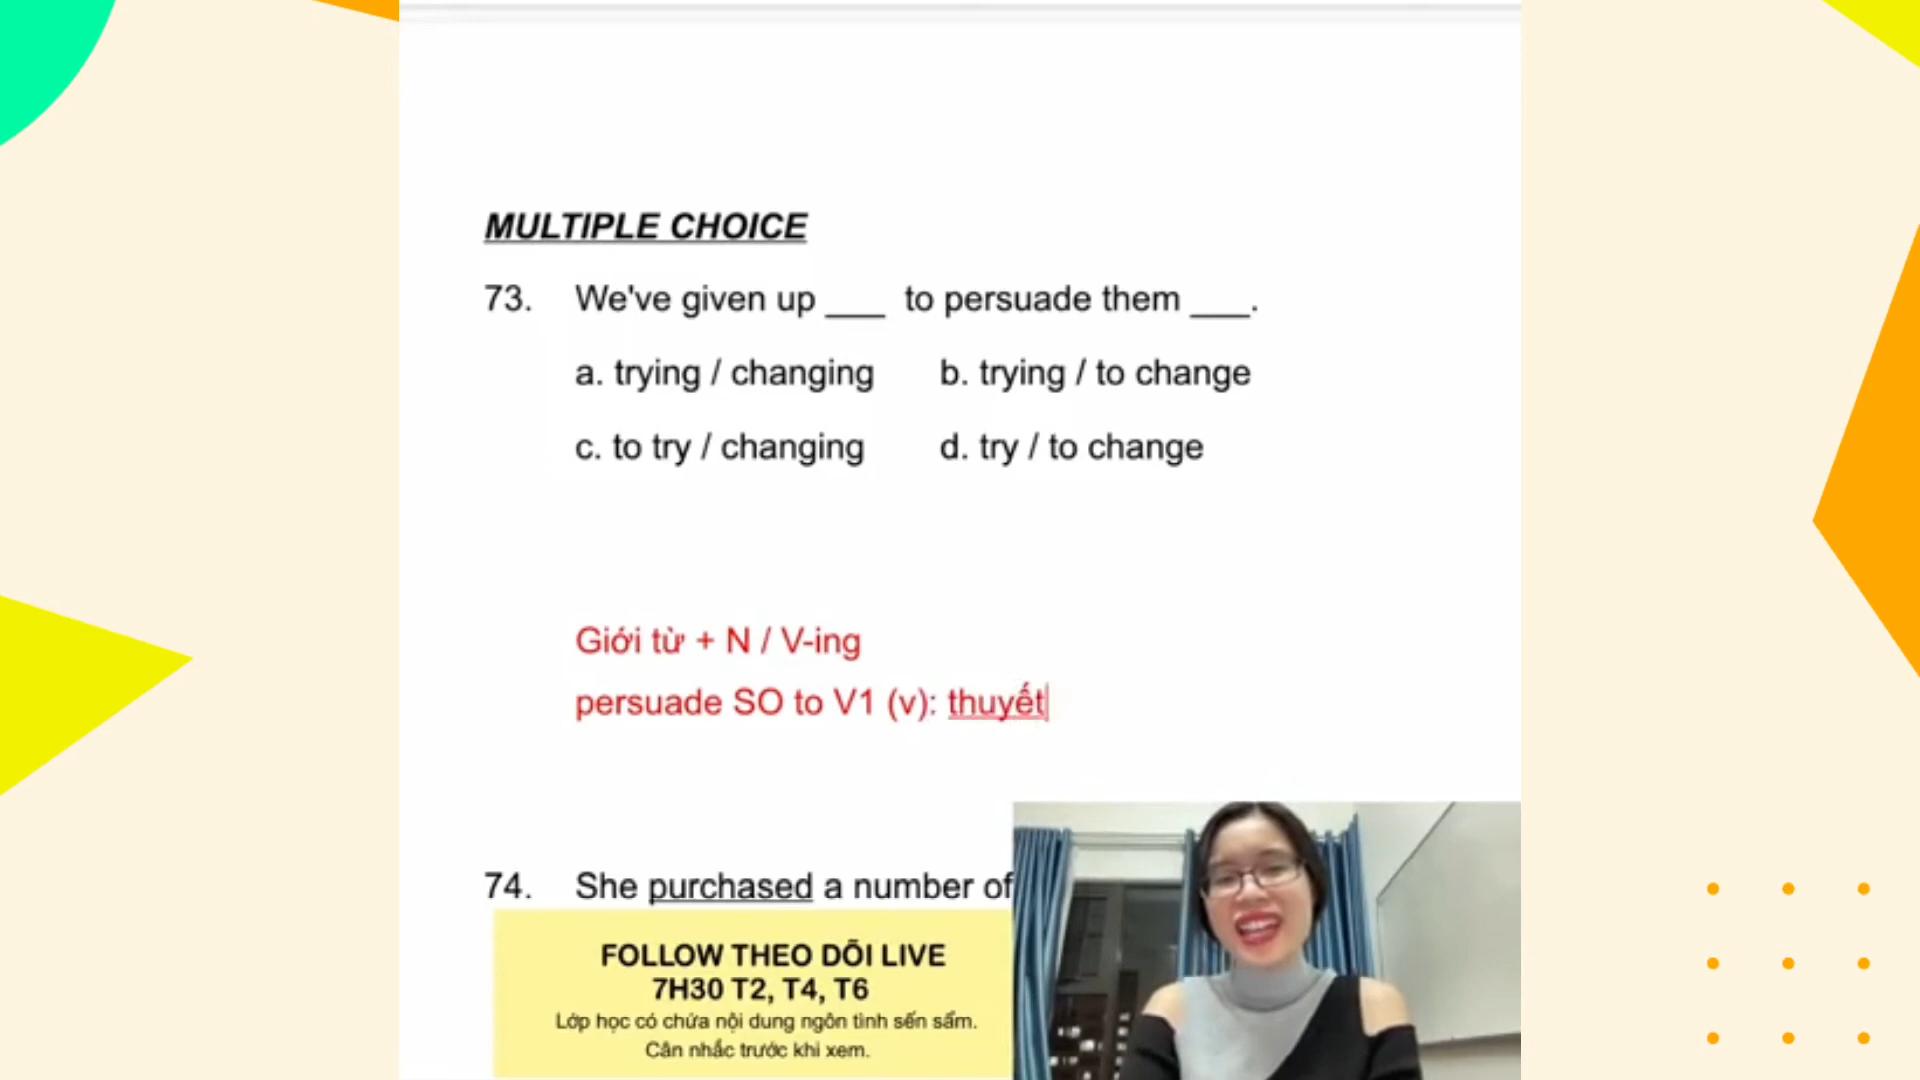 MULTIPLE CHOICE
73. We've given up ___ to persuade them ___.
a. trying / changing b. trying / to change
c. to try / changing d. try / to change
Giới từ + N / V-ing
persuade SO to V1 (v): thuyết
74. She purchased a number of
FOLLOW THEO DÕI LIVE
7H30 T2, T4, T6
Lớp học có chứa nội dung ngôn tình sến sẩm.
Cân nhắc trước khi xem.